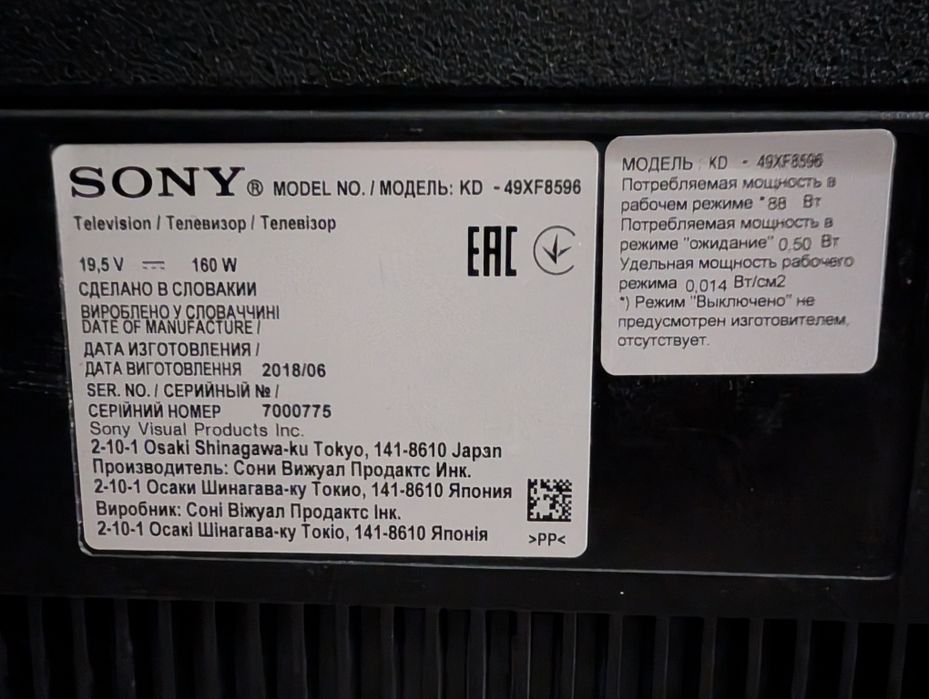 SONY® MODEL NO. / МОДЕЛЬ: KD - 49XF8596
Television / Телевизор / Телевізор
EAC
19,5 V ⎓ 160 W
СДЕЛАНО В СЛОВАКИИ
ВИРОБЛЕНО У СЛОВАЧЧИНІ
DATE OF MANUFACTURE /
ДАТА ИЗГОТОВЛЕНИЯ /
ДАТА ВИГОТОВЛЕННЯ 2018/06
SER. NO. / СЕРИЙНЫЙ № /
СЕРІЙНИЙ НОМЕР 7000775
Sony Visual Products Inc.
2-10-1 Osaki Shinagawa-ku Tokyo, 141-8610 Japan
Производитель: Сони Вижуал Продактс Инк.
2-10-1 Осаки Шинагава-ку Токио, 141-8610 Япония
Виробник: Соні Віжуал Продактс Інк.
2-10-1 Осакі Шінагава-ку Токіо, 141-8610 Японія
>PP<
МОДЕЛЬ : KD - 49XF8596
Потребляемая мощность в
рабочем режиме * 88 Вт
Потребляемая мощность в
режиме "ожидание" 0,50 Вт
Удельная мощность рабочего
режима 0,014 Вт/см2
*) Режим "Выключено" не
предусмотрен изготовителем,
отсутствует.